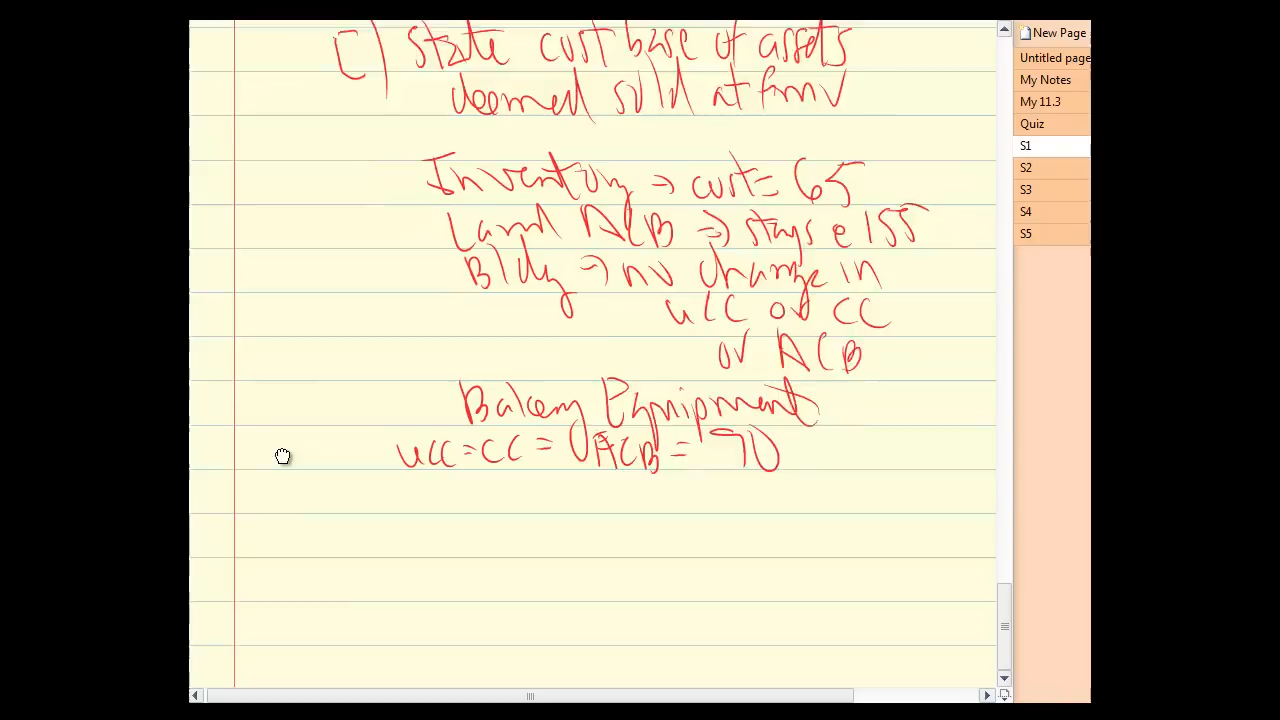 C) State cost base of assets
deemed sold at fmv
Inventory => cost = 65
Land ACB => stays @ 155
Bldg => no change in
UCC or CC
or ACB
Bakery Equipment
UCC = CC = ACB = 90
New Page
Untitled page
My Notes
My 11.3
Quiz
S1
S2
S3
S4
S5